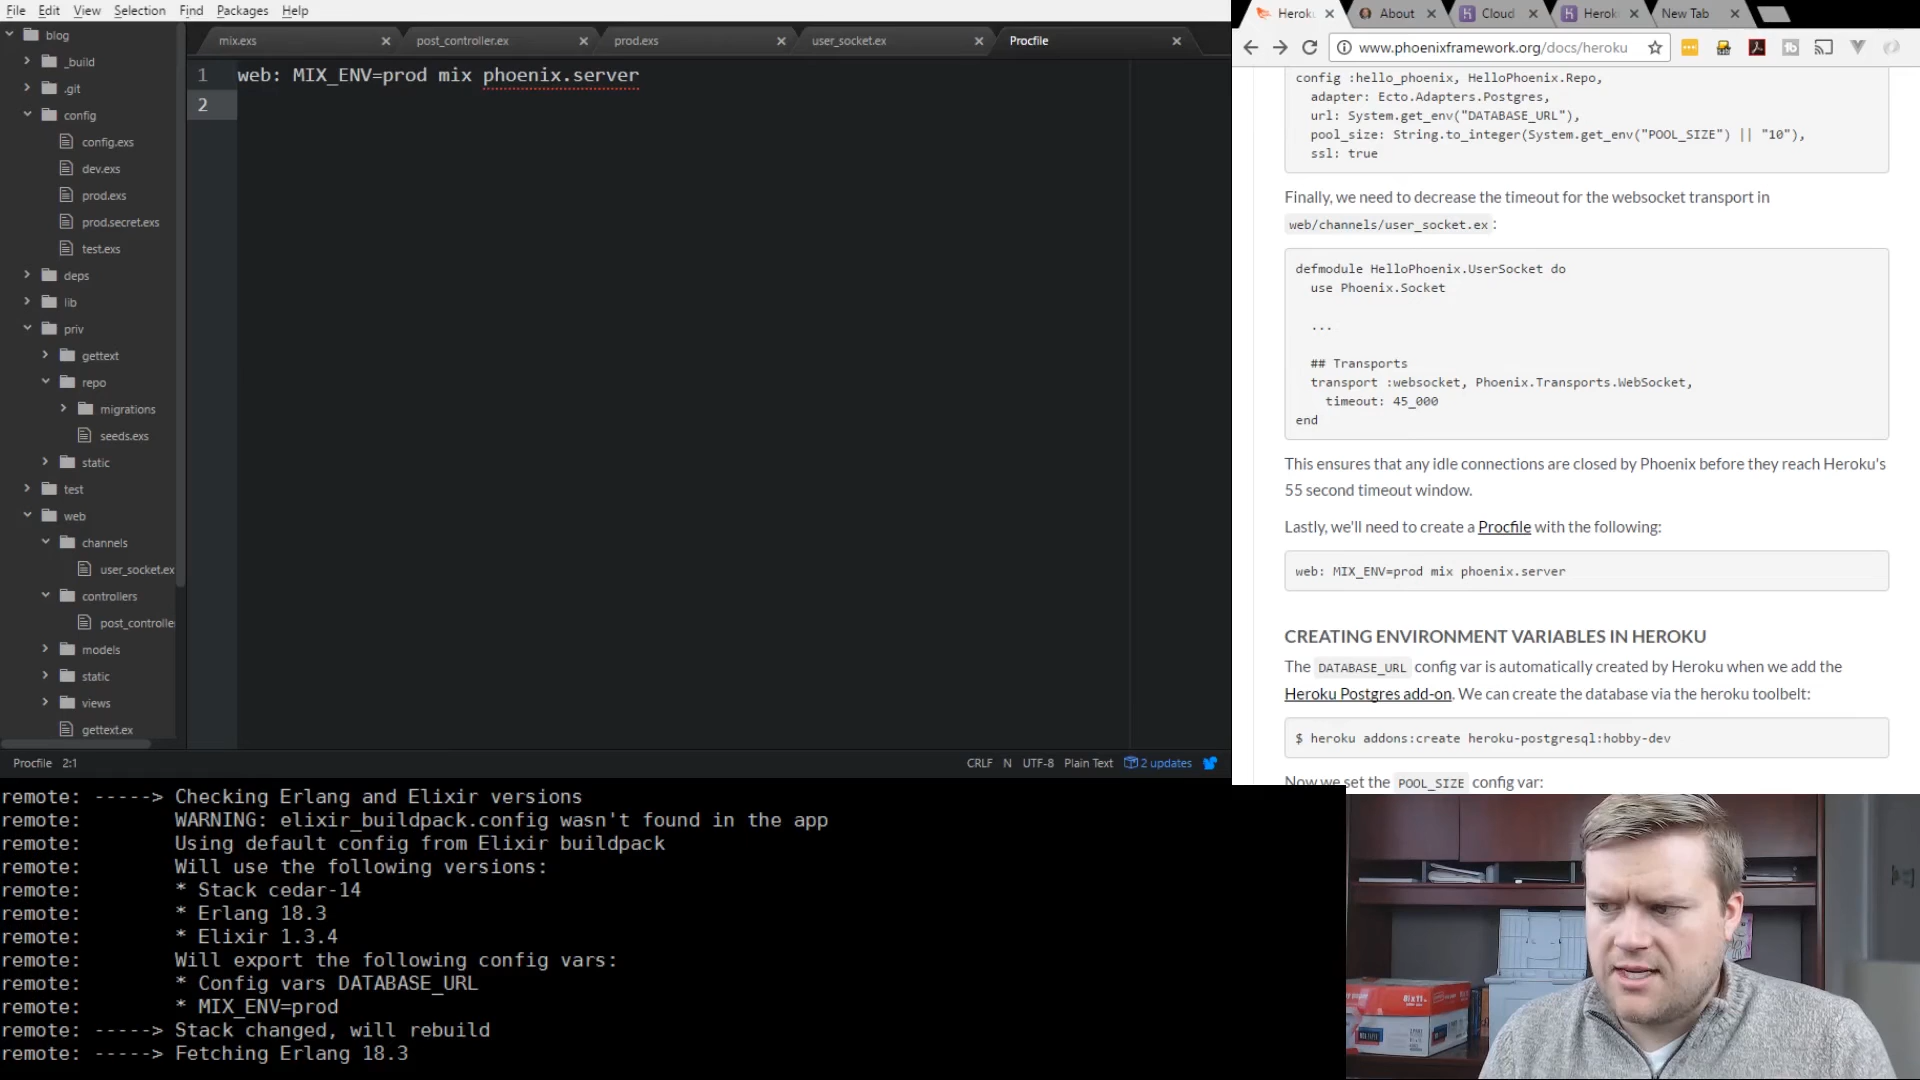 File Edit View Selection Find Packages Help
blog
_build
.git
config
config.exs
dev.exs
prod.exs
prod.secret.exs
test.exs
deps
lib
priv
gettext
repo
migrations
seeds.exs
static
test
web
channels
user_socket.ex
controllers
post_controlle
models
static
views
gettext.ex
mix.exs post_controller.ex prod.exs user_socket.ex Procfile
1 web: MIX_ENV=prod mix phoenix.server
2
Procfile 2:1 CRLF N UTF-8 Plain Text 2 updates
remote: -----> Checking Erlang and Elixir versions
remote: WARNING: elixir_buildpack.config wasn't found in the app
remote: Using default config from Elixir buildpack
remote: Will use the following versions:
remote: * Stack cedar-14
remote: * Erlang 18.3
remote: * Elixir 1.3.4
remote: Will export the following config vars:
remote: * Config vars DATABASE_URL
remote: * MIX_ENV=prod
remote: -----> Stack changed, will rebuild
remote: -----> Fetching Erlang 18.3
Heroku About Cloud Heroku New Tab
www.phoenixframework.org/docs/heroku
config :hello_phoenix, HelloPhoenix.Repo,
adapter: Ecto.Adapters.Postgres,
url: System.get_env("DATABASE_URL"),
pool_size: String.to_integer(System.get_env("POOL_SIZE") || "10"),
ssl: true
Finally, we need to decrease the timeout for the websocket transport in
web/channels/user_socket.ex:
defmodule HelloPhoenix.UserSocket do
use Phoenix.Socket
...
## Transports
transport :websocket, Phoenix.Transports.WebSocket,
timeout: 45_000
end
This ensures that any idle connections are closed by Phoenix before they reach Heroku's
55 second timeout window.
Lastly, we'll need to create a Procfile with the following:
web: MIX_ENV=prod mix phoenix.server
CREATING ENVIRONMENT VARIABLES IN HEROKU
The DATABASE_URL config var is automatically created by Heroku when we add the
Heroku Postgres add-on. We can create the database via the heroku toolbelt:
$ heroku addons:create heroku-postgresql:hobby-dev
Now we set the POOL_SIZE config var: